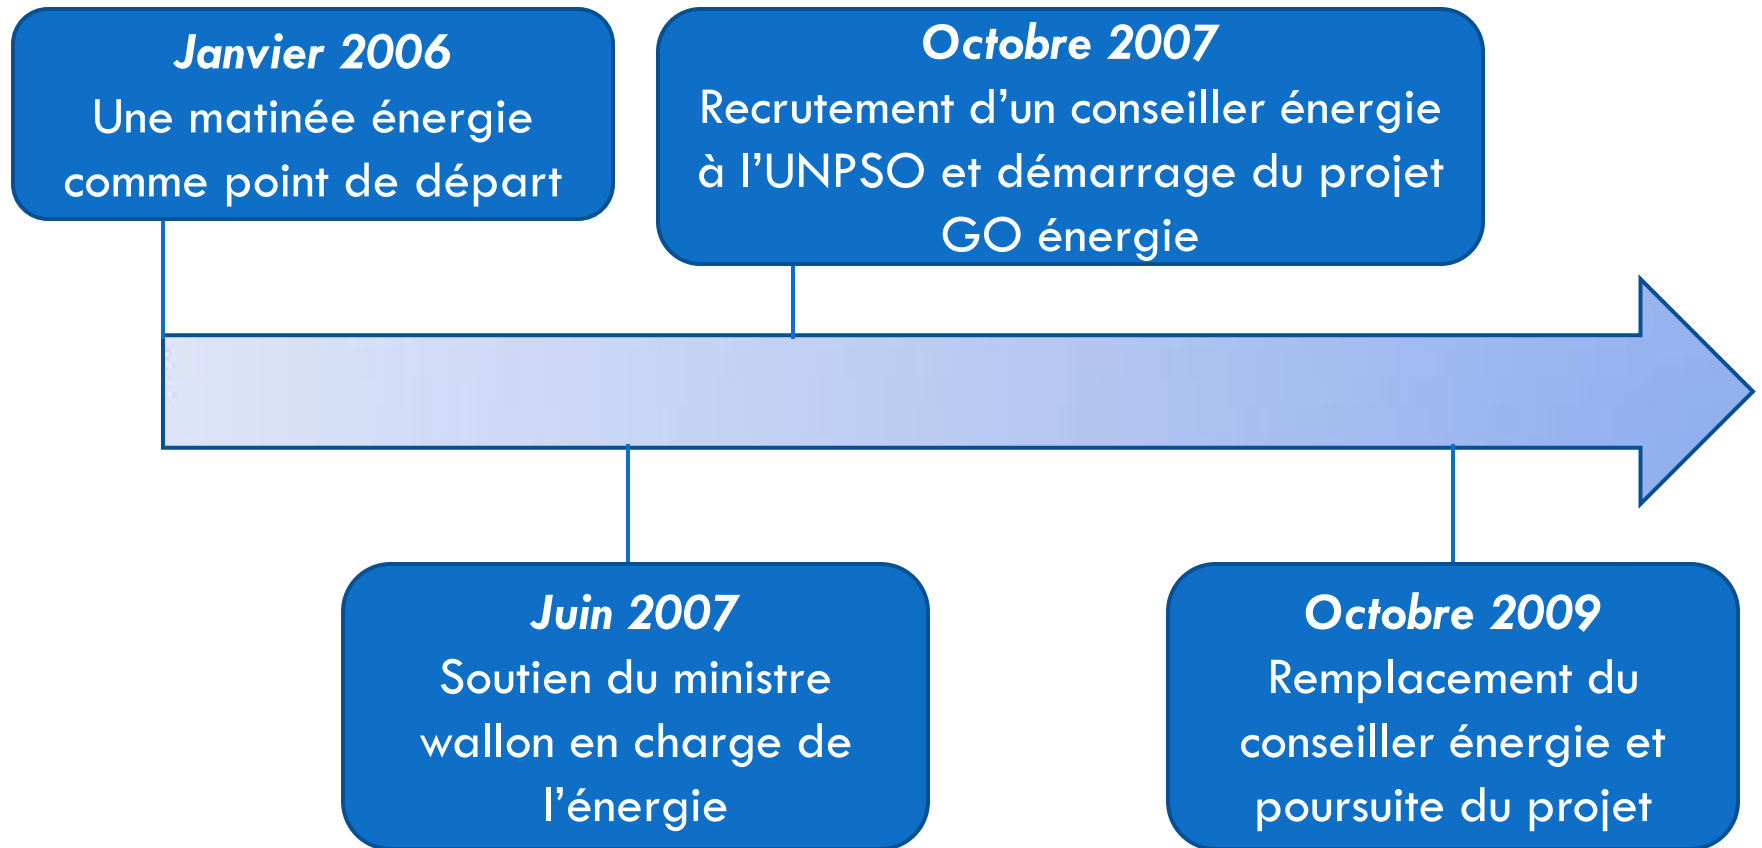 Janvier 2006
Une matinée énergie
comme point de départ
Octobre 2007
Recrutement d’un conseiller énergie
à l’UNPSO et démarrage du projet
GO énergie
Juin 2007
Soutien du ministre
wallon en charge de
l’énergie
Octobre 2009
Remplacement du
conseiller énergie et
poursuite du projet